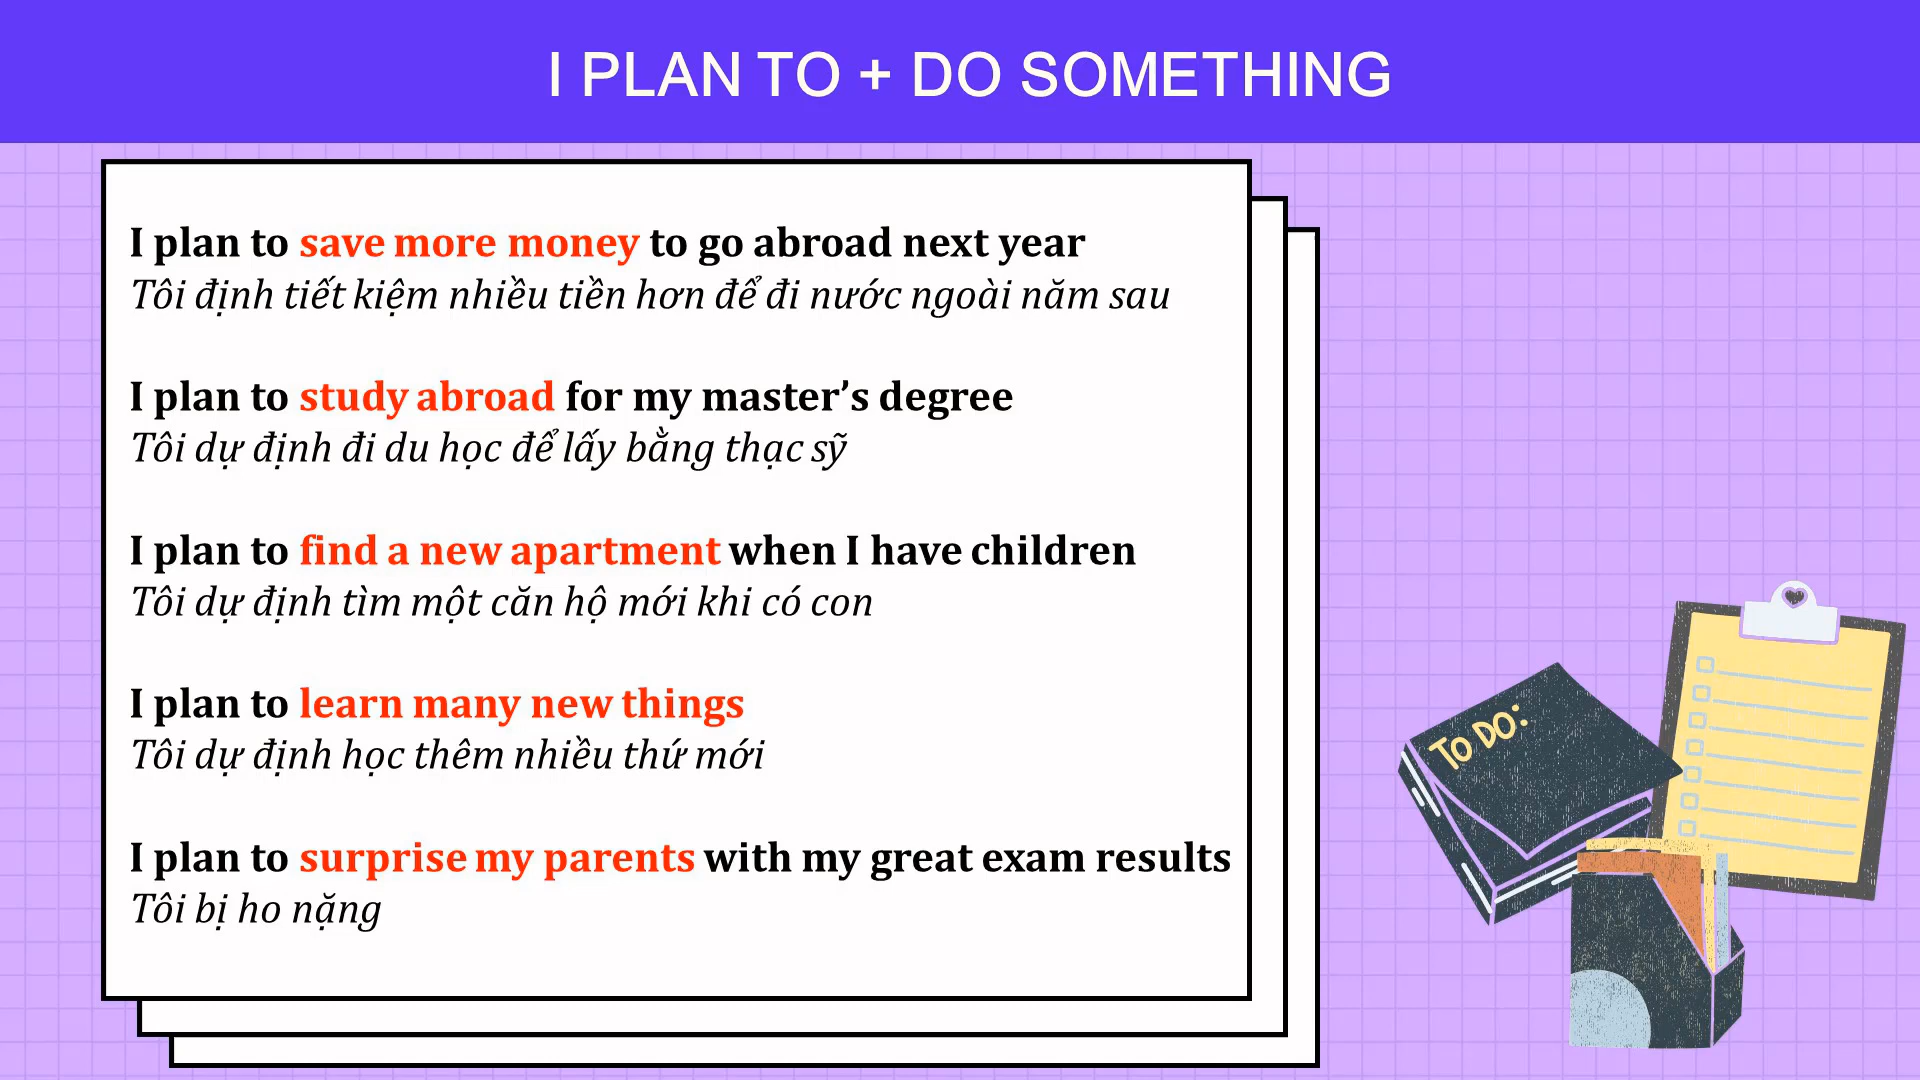 I PLAN TO + DO SOMETHING
I plan to save more money to go abroad next year
Tôi định tiết kiệm nhiều tiền hơn để đi nước ngoài năm sau
I plan to study abroad for my master’s degree
Tôi dự định đi du học để lấy bằng thạc sỹ
I plan to find a new apartment when I have children
Tôi dự định tìm một căn hộ mới khi có con
I plan to learn many new things
Tôi dự định học thêm nhiều thứ mới
I plan to surprise my parents with my great exam results
Tôi bị ho nặng
TO DO: